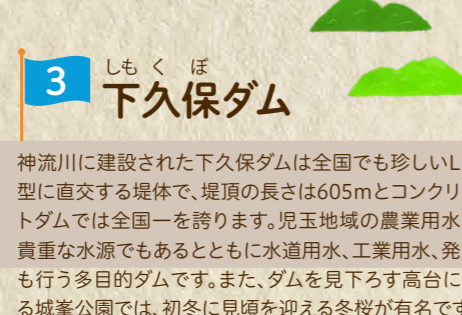 3
しもくぼ
下久保ダム
神流川に建設された下久保ダムは全国でも珍しいL
型に直交する堤体で、堤頂の長さは605mとコンクリ
トダムでは全国一を誇ります。児玉地域の農業用水
貴重な水源でもあるとともに水道用水、工業用水、発
も行う多目的ダムです。また、ダムを見下ろす高台に
る城峯公園では、初冬に見頃を迎える冬桜が有名です